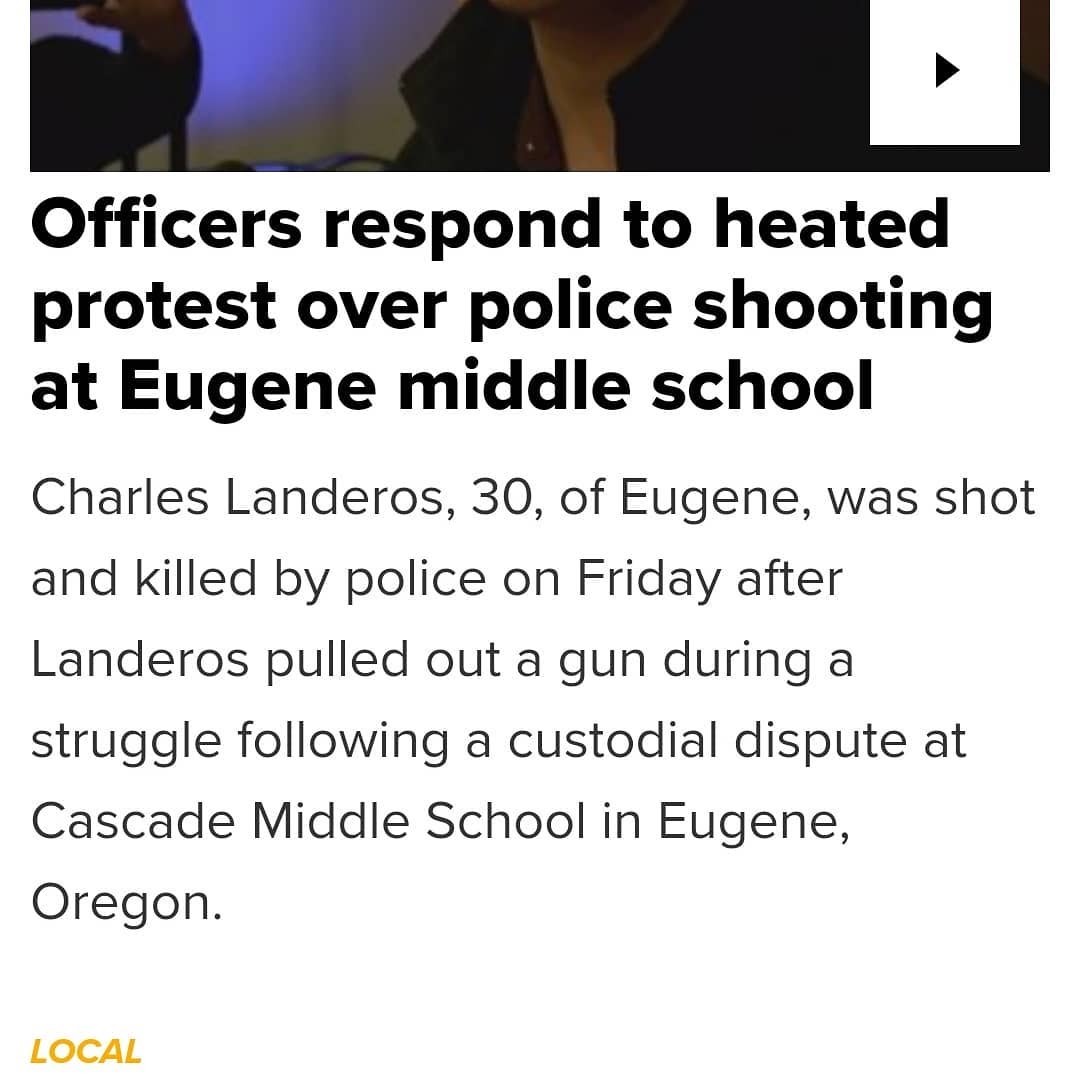 Officers respond to heated
protest over police shooting
at Eugene middle school
Charles Landeros, 30, of Eugene, was shot
and killed by police on Friday after
Landeros pulled out a gun during a
struggle following a custodial dispute at
Cascade Middle School in Eugene,
Oregon.
LOCAL